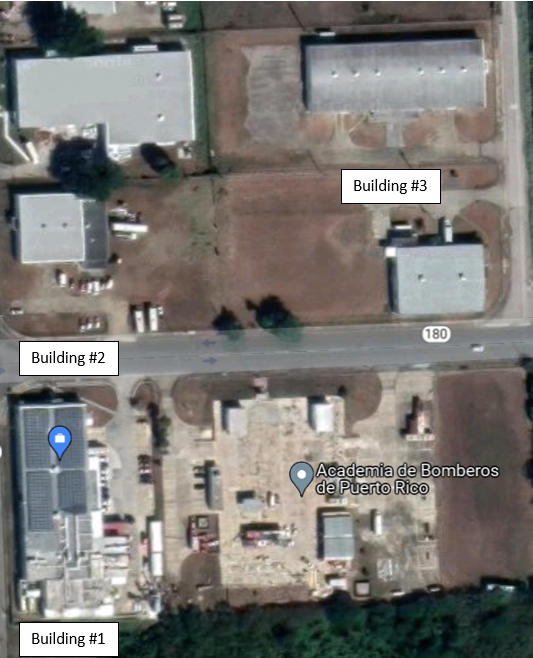 Building #3
180
Building #2
Academia de Bomberos
de Puerto Rico
Building #1